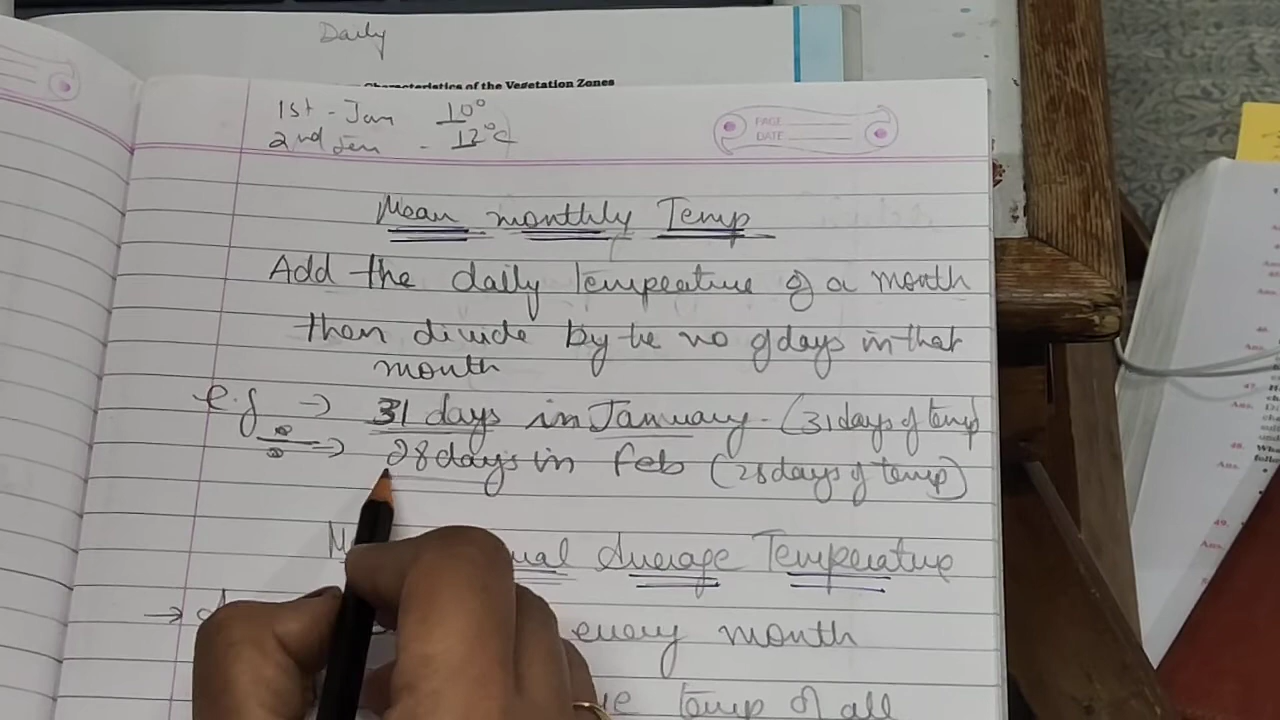 Daily
Characteristics of the Vegetation Zones
1st - Jan 10°
2nd Jan - 12°C
PAGE
DATE
Mean monthly Temp
Add the daily Tempeature of a month
then divide by the no of days in that
month
e.g → 31 days in January - (31 days of temp
→ 28 days in Feb (28 days of temp)
Average Temperature
→ every month
temp of all